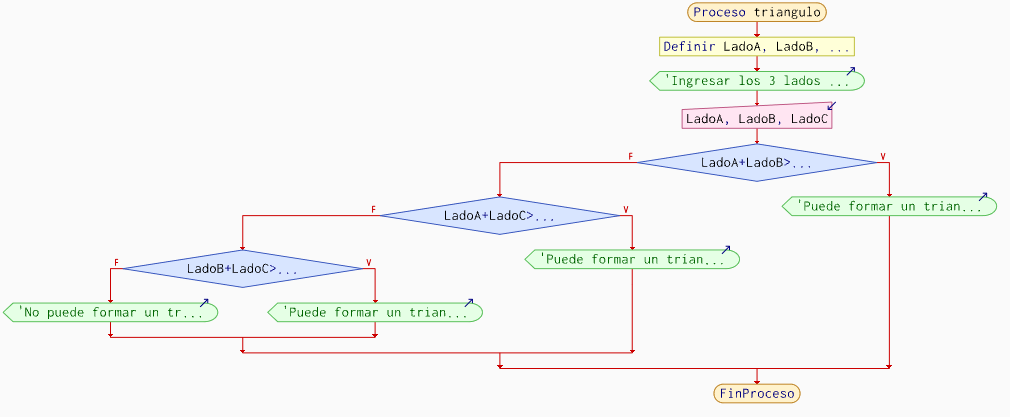 Proceso triangulo
Definir LadoA, LadoB, ...
'Ingresar los 3 lados ...
LadoA, LadoB, LadoC
F
LadoA+LadoB>...
V
'Puede formar un trian...
F
LadoA+LadoC>...
V
'Puede formar un trian...
F
LadoB+LadoC>...
V
'No puede formar un tr...
'Puede formar un trian...
FinProceso